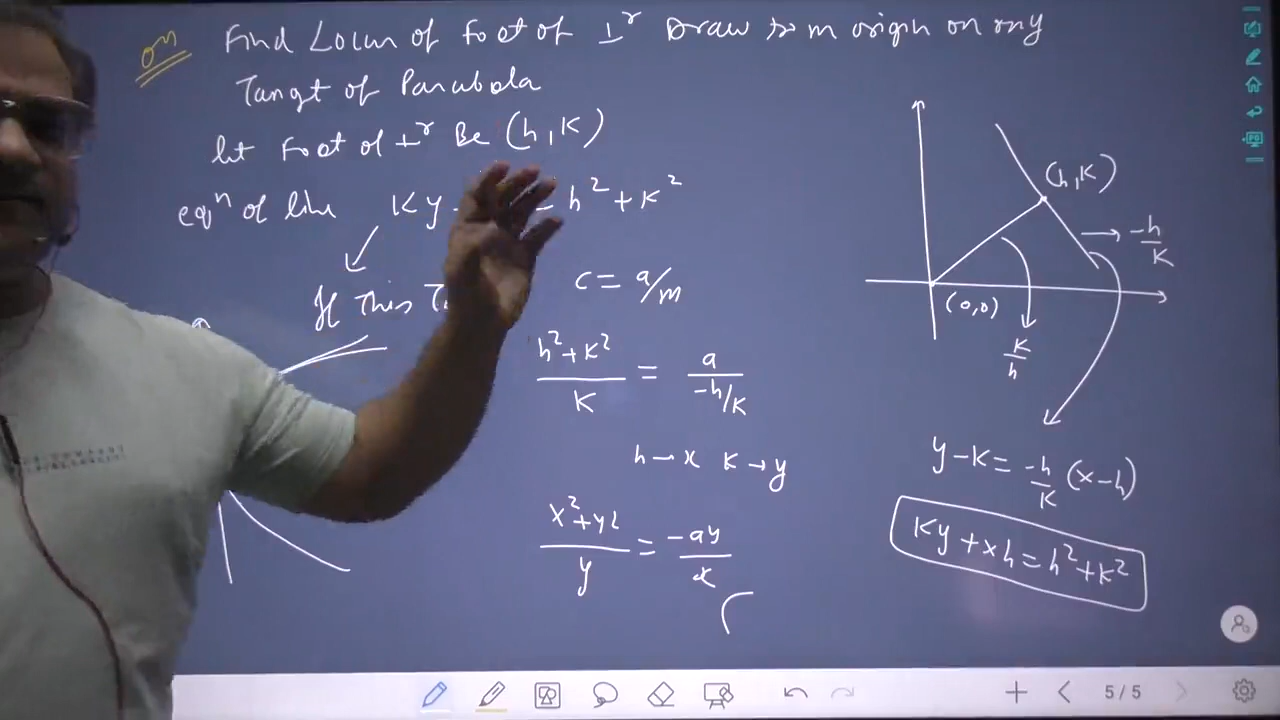 Qn Find Locus of Foot of ⊥r Draw from origin on any
Tangt of Parabola
let Foot of ⊥r Be (h,K)
eqn of line Ky = h²+K²
If This c = a/m
h²+K²/K = a/-h/K
h→x K→y
x²+y²/y = -ay/x
(h,K)
-h/K
(0,0)
K/h
y-K = -h/K (x-h)
Ky+xh=h²+K²
5/5
PG